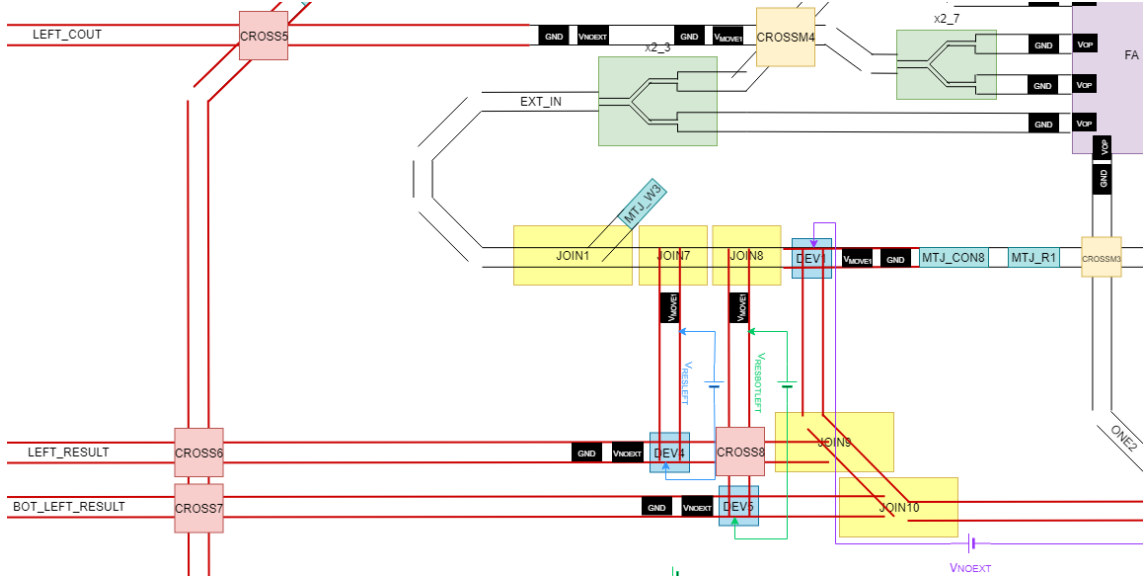 x2_7
LEFT_COUT
CROSS5
GND
VNOEXT
GND
VMOVE1
CROSSM4
GND
VOP
FA
x2_3
EXT_IN
GND
VOP
GND
VOP
VOP
GND
MTJ_W3
JOIN1
JOIN7
JOIN8
DEV1
VMOVE1
GND
MTJ_CON8
MTJ_R1
CROSSM3
VMOVE1
VMOVE1
VRESLEFT
VRESBOTLEFT
ONE2
LEFT_RESULT
CROSS6
GND
VNOEXT
DEV4
CROSS8
JOIN9
BOT_LEFT_RESULT
CROSS7
GND
VNOEXT
DEV5
JOIN10
VNOEXT